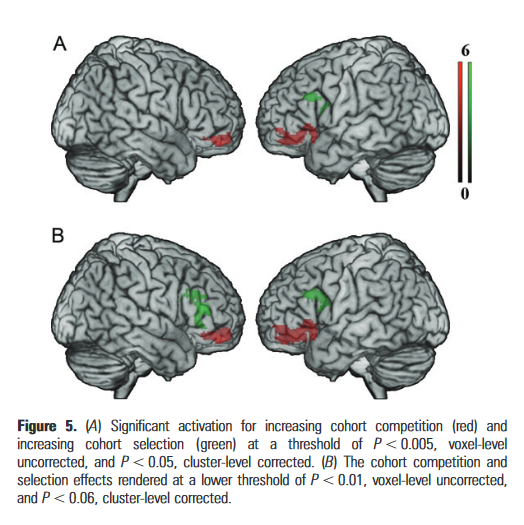 A
6
0
B
Figure 5. (A) Significant activation for increasing cohort competition (red) and
increasing cohort selection (green) at a threshold of P < 0.005, voxel-level
uncorrected, and P < 0.05, cluster-level corrected. (B) The cohort competition and
selection effects rendered at a lower threshold of P < 0.01, voxel-level uncorrected,
and P < 0.06, cluster-level corrected.